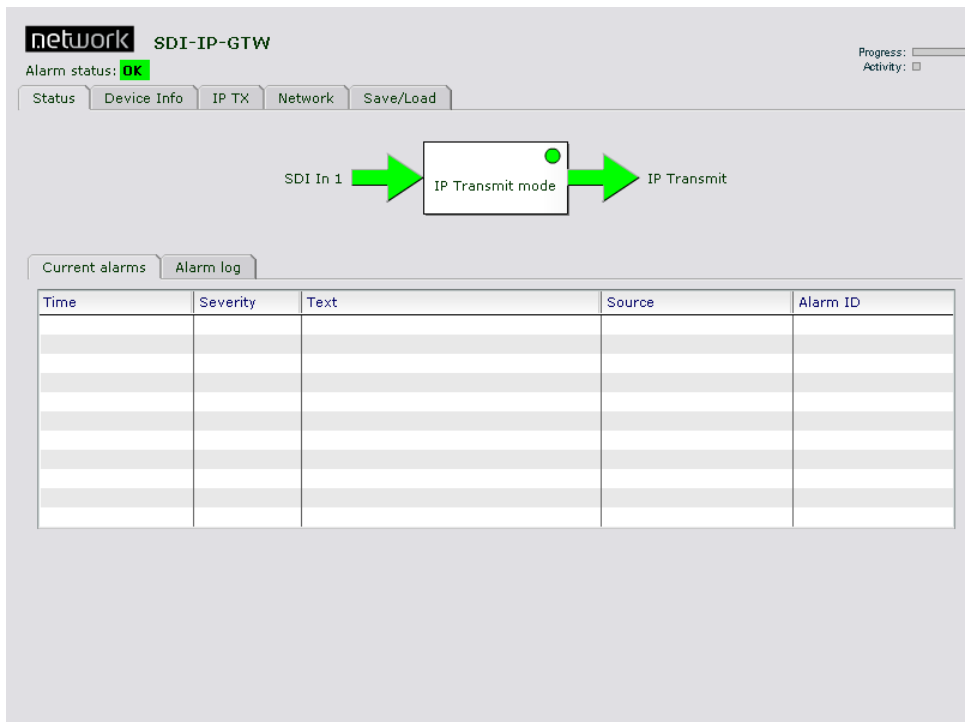 network SDI-IP-GTW
Progress:
Alarm status: OK
Activity:
Status Device Info IP TX Network Save/Load
SDI In 1 IP Transmit mode IP Transmit
Current alarms Alarm log
Time Severity Text Source Alarm ID